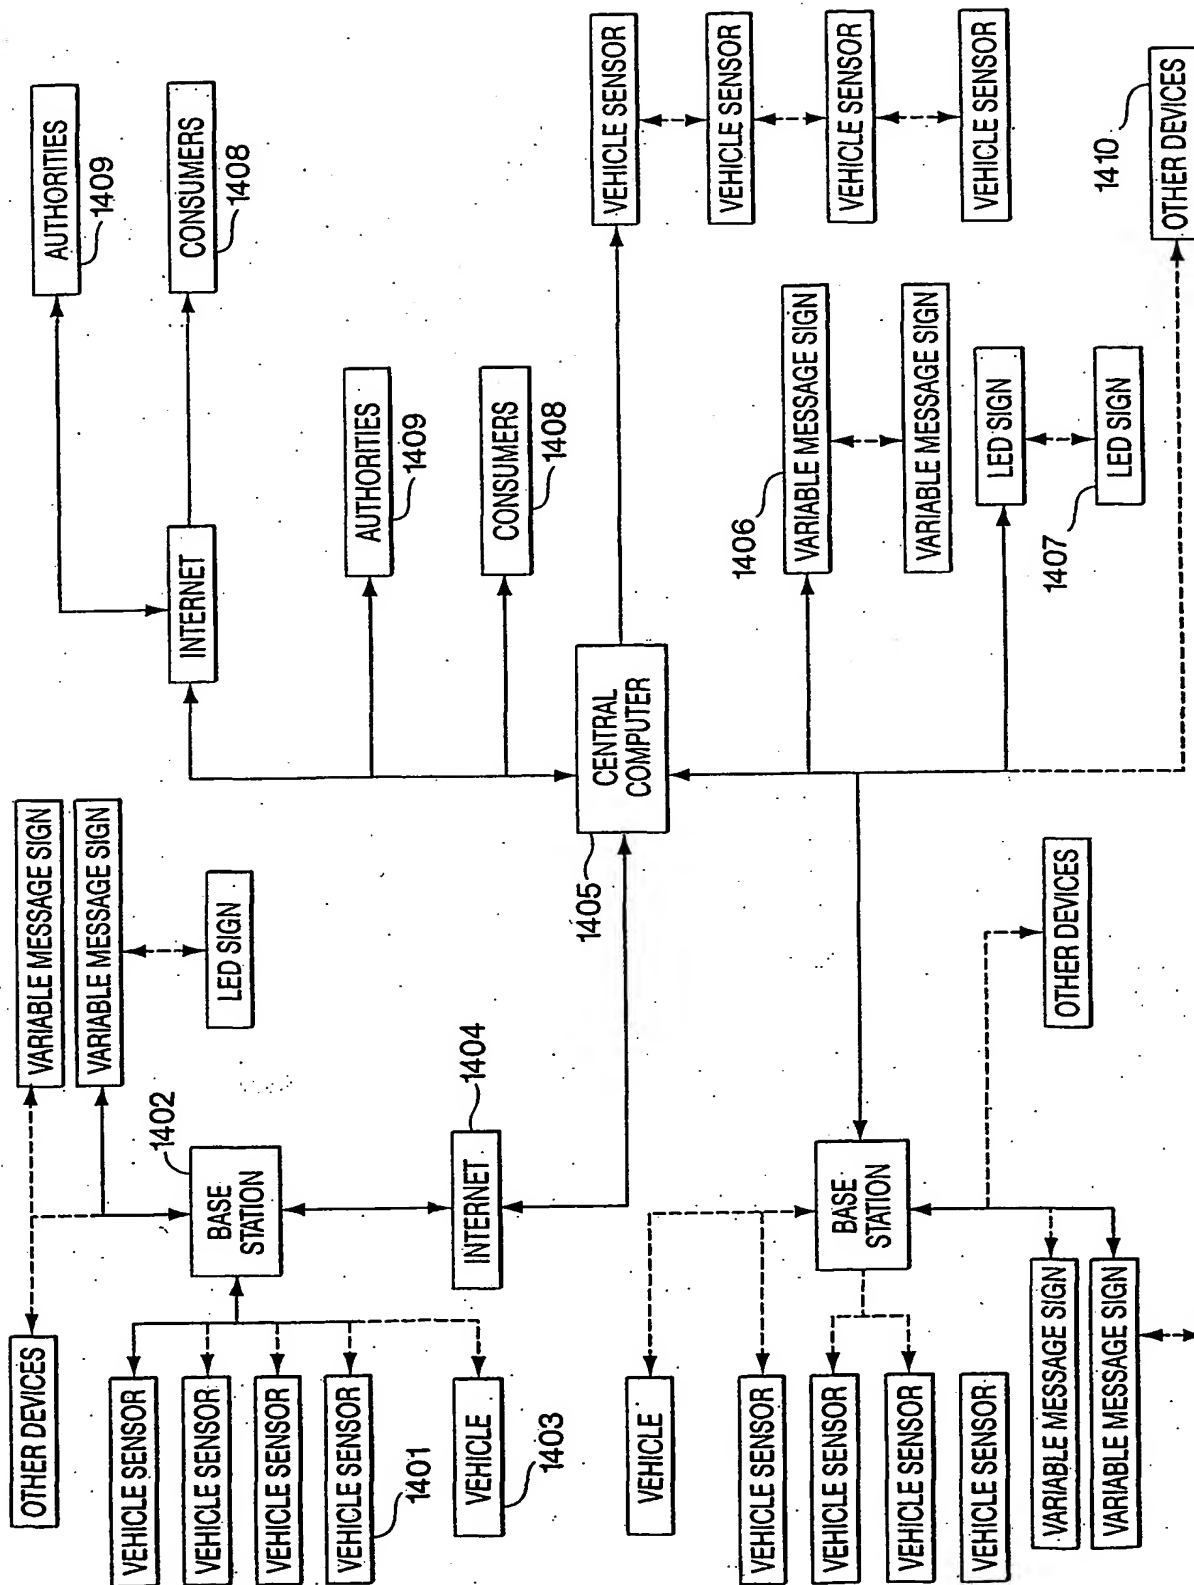 OTHER DEVICES
VEHICLE SENSOR
VEHICLE SENSOR
VEHICLE SENSOR
VEHICLE SENSOR
1401
VEHICLE
1403
BASE
STATION
1402
VARIABLE MESSAGE SIGN
VARIABLE MESSAGE SIGN
LED SIGN
INTERNET
1404
INTERNET
AUTHORITIES
1409
CONSUMERS
1408
AUTHORITIES
1409
CONSUMERS
1408
CENTRAL
COMPUTER
1405
VEHICLE SENSOR
VEHICLE SENSOR
VEHICLE SENSOR
VEHICLE SENSOR
VEHICLE
VEHICLE SENSOR
VEHICLE SENSOR
VEHICLE SENSOR
VEHICLE SENSOR
BASE
STATION
VARIABLE MESSAGE SIGN
VARIABLE MESSAGE SIGN
OTHER DEVICES
1406
VARIABLE MESSAGE SIGN
VARIABLE MESSAGE SIGN
LED SIGN
LED SIGN
1407
OTHER DEVICES
1410